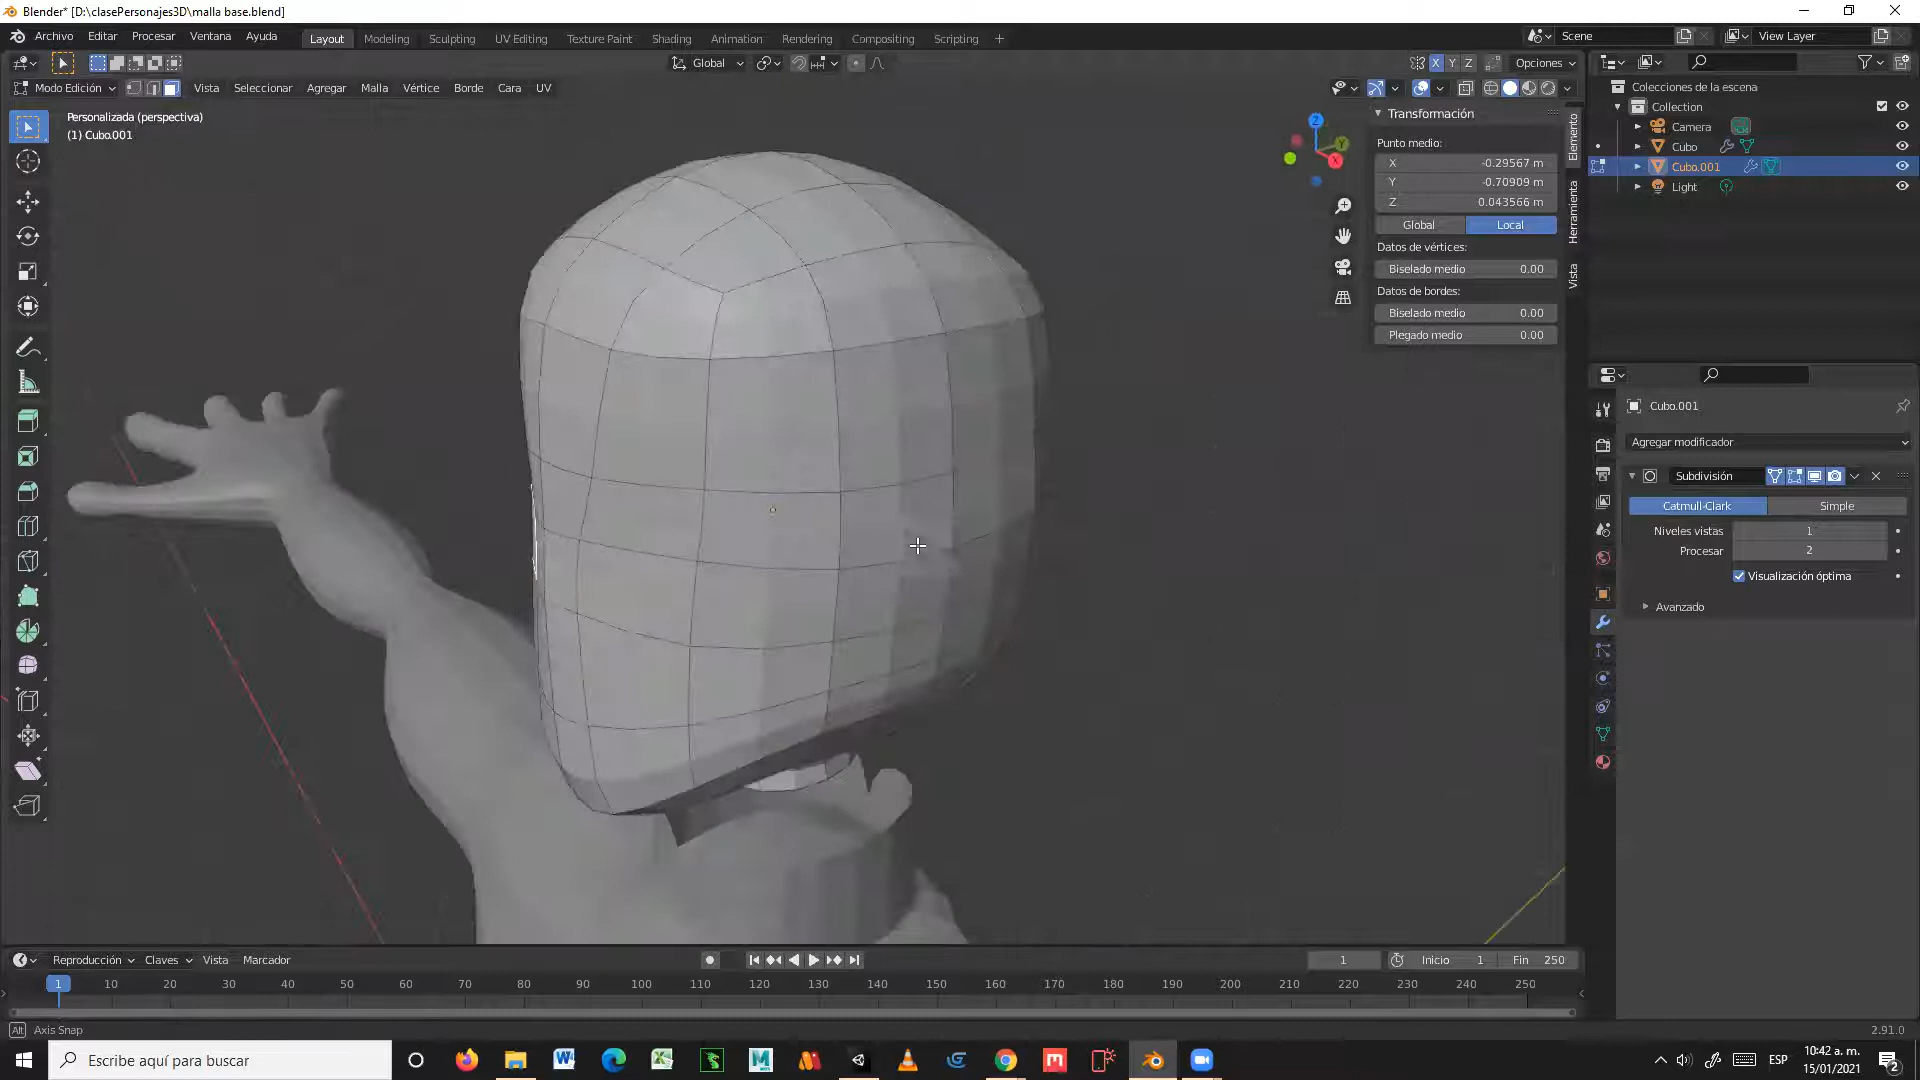 Blender* [D:\clasePersonajes3D\malla base.blend]
Archivo Editar Procesar Ventana Ayuda Layout Modeling Sculpting UV Editing Texture Paint Shading Animation Rendering Compositing Scripting + Scene View Layer
Global X Y Z Opciones
Modo Edición Vista Seleccionar Agregar Malla Vértice Borde Cara UV
Personalizada (perspectiva)
(1) Cubo.001
Z
Y
X
Transformación
Punto medio:
X -0.29567 m
Y -0.70909 m
Z 0.043566 m
Global Local
Datos de vértices:
Biselado medio 0.00
Datos de bordes:
Biselado medio 0.00
Plegado medio 0.00
Elemento
Herramienta
Vista
Colecciones de la escena
Collection
Camera
Cubo
Cubo.001
Light
Cubo.001
Agregar modificador
Subdivisión
Catmull-Clark Simple
Niveles vistas 1
Procesar 2
Visualización óptima
Avanzado
Reproducción Claves Vista Marcador 1 Inicio 1 Fin 250
1 10 20 30 40 50 60 70 80 90 100 110 120 130 140 150 160 170 180 190 200 210 220 230 240 250
Alt Axis Snap 2.91.0
Escribe aquí para buscar
ESP
10:42 a. m.
15/01/2021
2